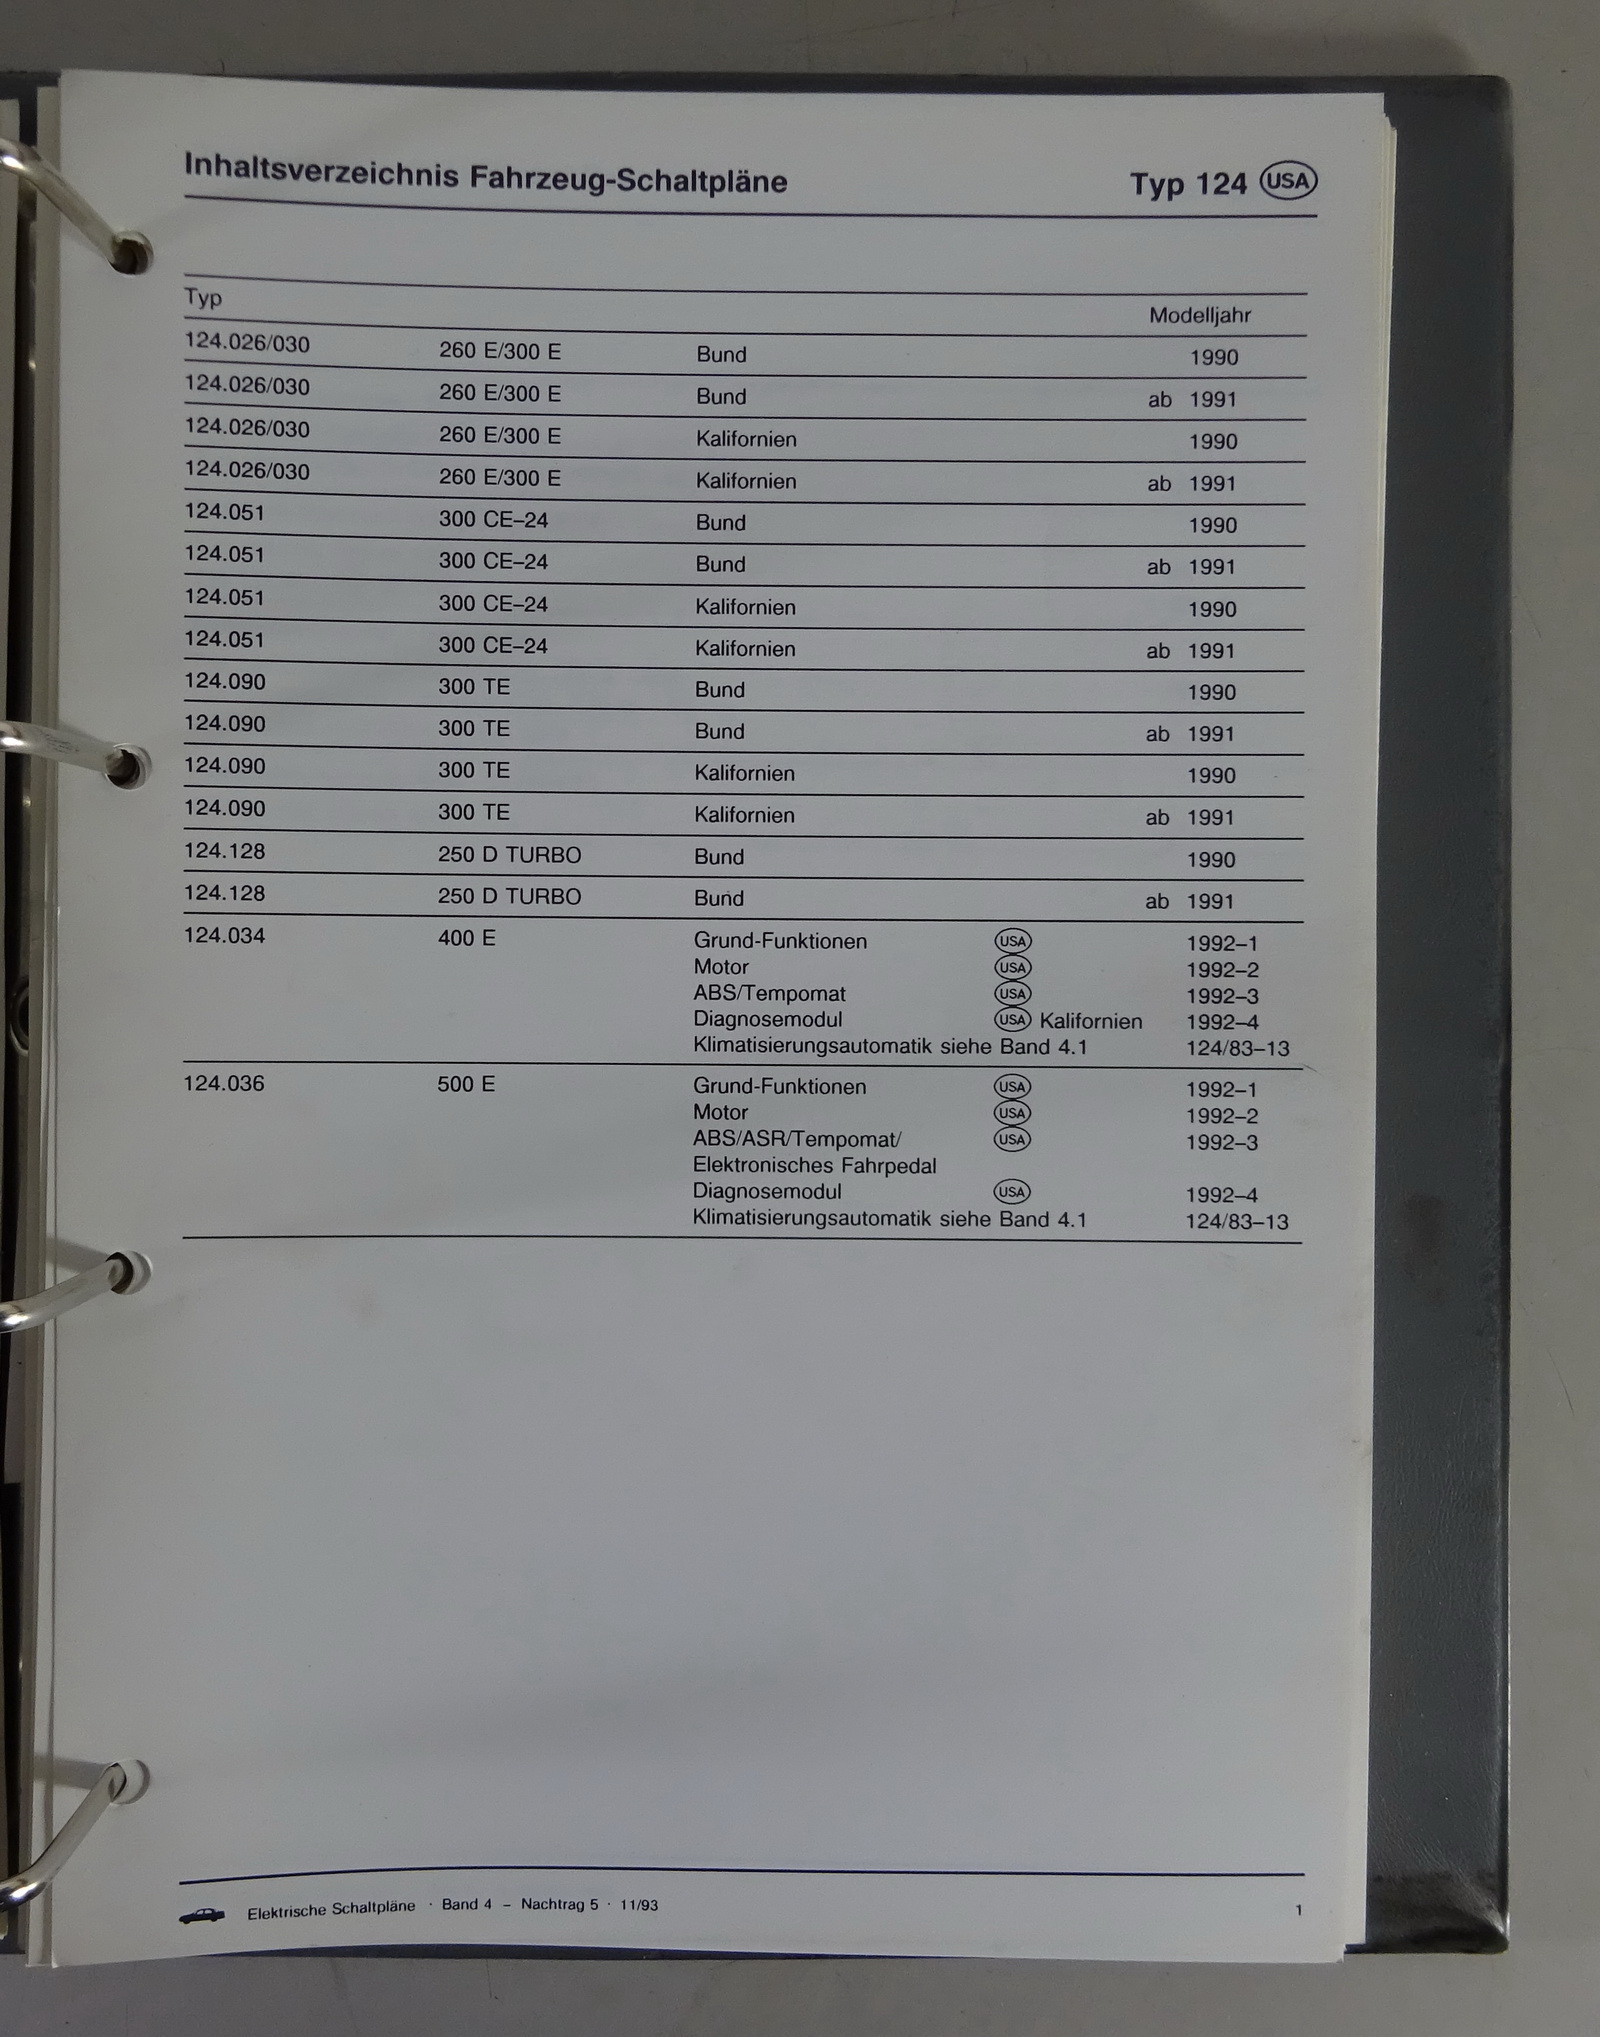 Inhaltsverzeichnis Fahrzeug-Schaltpläne Typ 124 USA
Typ Modelljahr
124.026/030 260 E/300 E Bund 1990
124.026/030 260 E/300 E Bund ab 1991
124.026/030 260 E/300 E Kalifornien 1990
124.026/030 260 E/300 E Kalifornien ab 1991
124.051 300 CE–24 Bund 1990
124.051 300 CE–24 Bund ab 1991
124.051 300 CE–24 Kalifornien 1990
124.051 300 CE–24 Kalifornien ab 1991
124.090 300 TE Bund 1990
124.090 300 TE Bund ab 1991
124.090 300 TE Kalifornien 1990
124.090 300 TE Kalifornien ab 1991
124.128 250 D TURBO Bund 1990
124.128 250 D TURBO Bund ab 1991
124.034 400 E Grund-Funktionen USA 1992–1
Motor USA 1992–2
ABS/Tempomat USA 1992–3
Diagnosemodul USA Kalifornien 1992–4
Klimatisierungsautomatik siehe Band 4.1 124/83–13
124.036 500 E Grund-Funktionen USA 1992–1
Motor USA 1992–2
ABS/ASR/Tempomat/ USA 1992–3
Elektronisches Fahrpedal
Diagnosemodul USA 1992–4
Klimatisierungsautomatik siehe Band 4.1 124/83–13
Elektrische Schaltpläne · Band 4 – Nachtrag 5 · 11/93 1